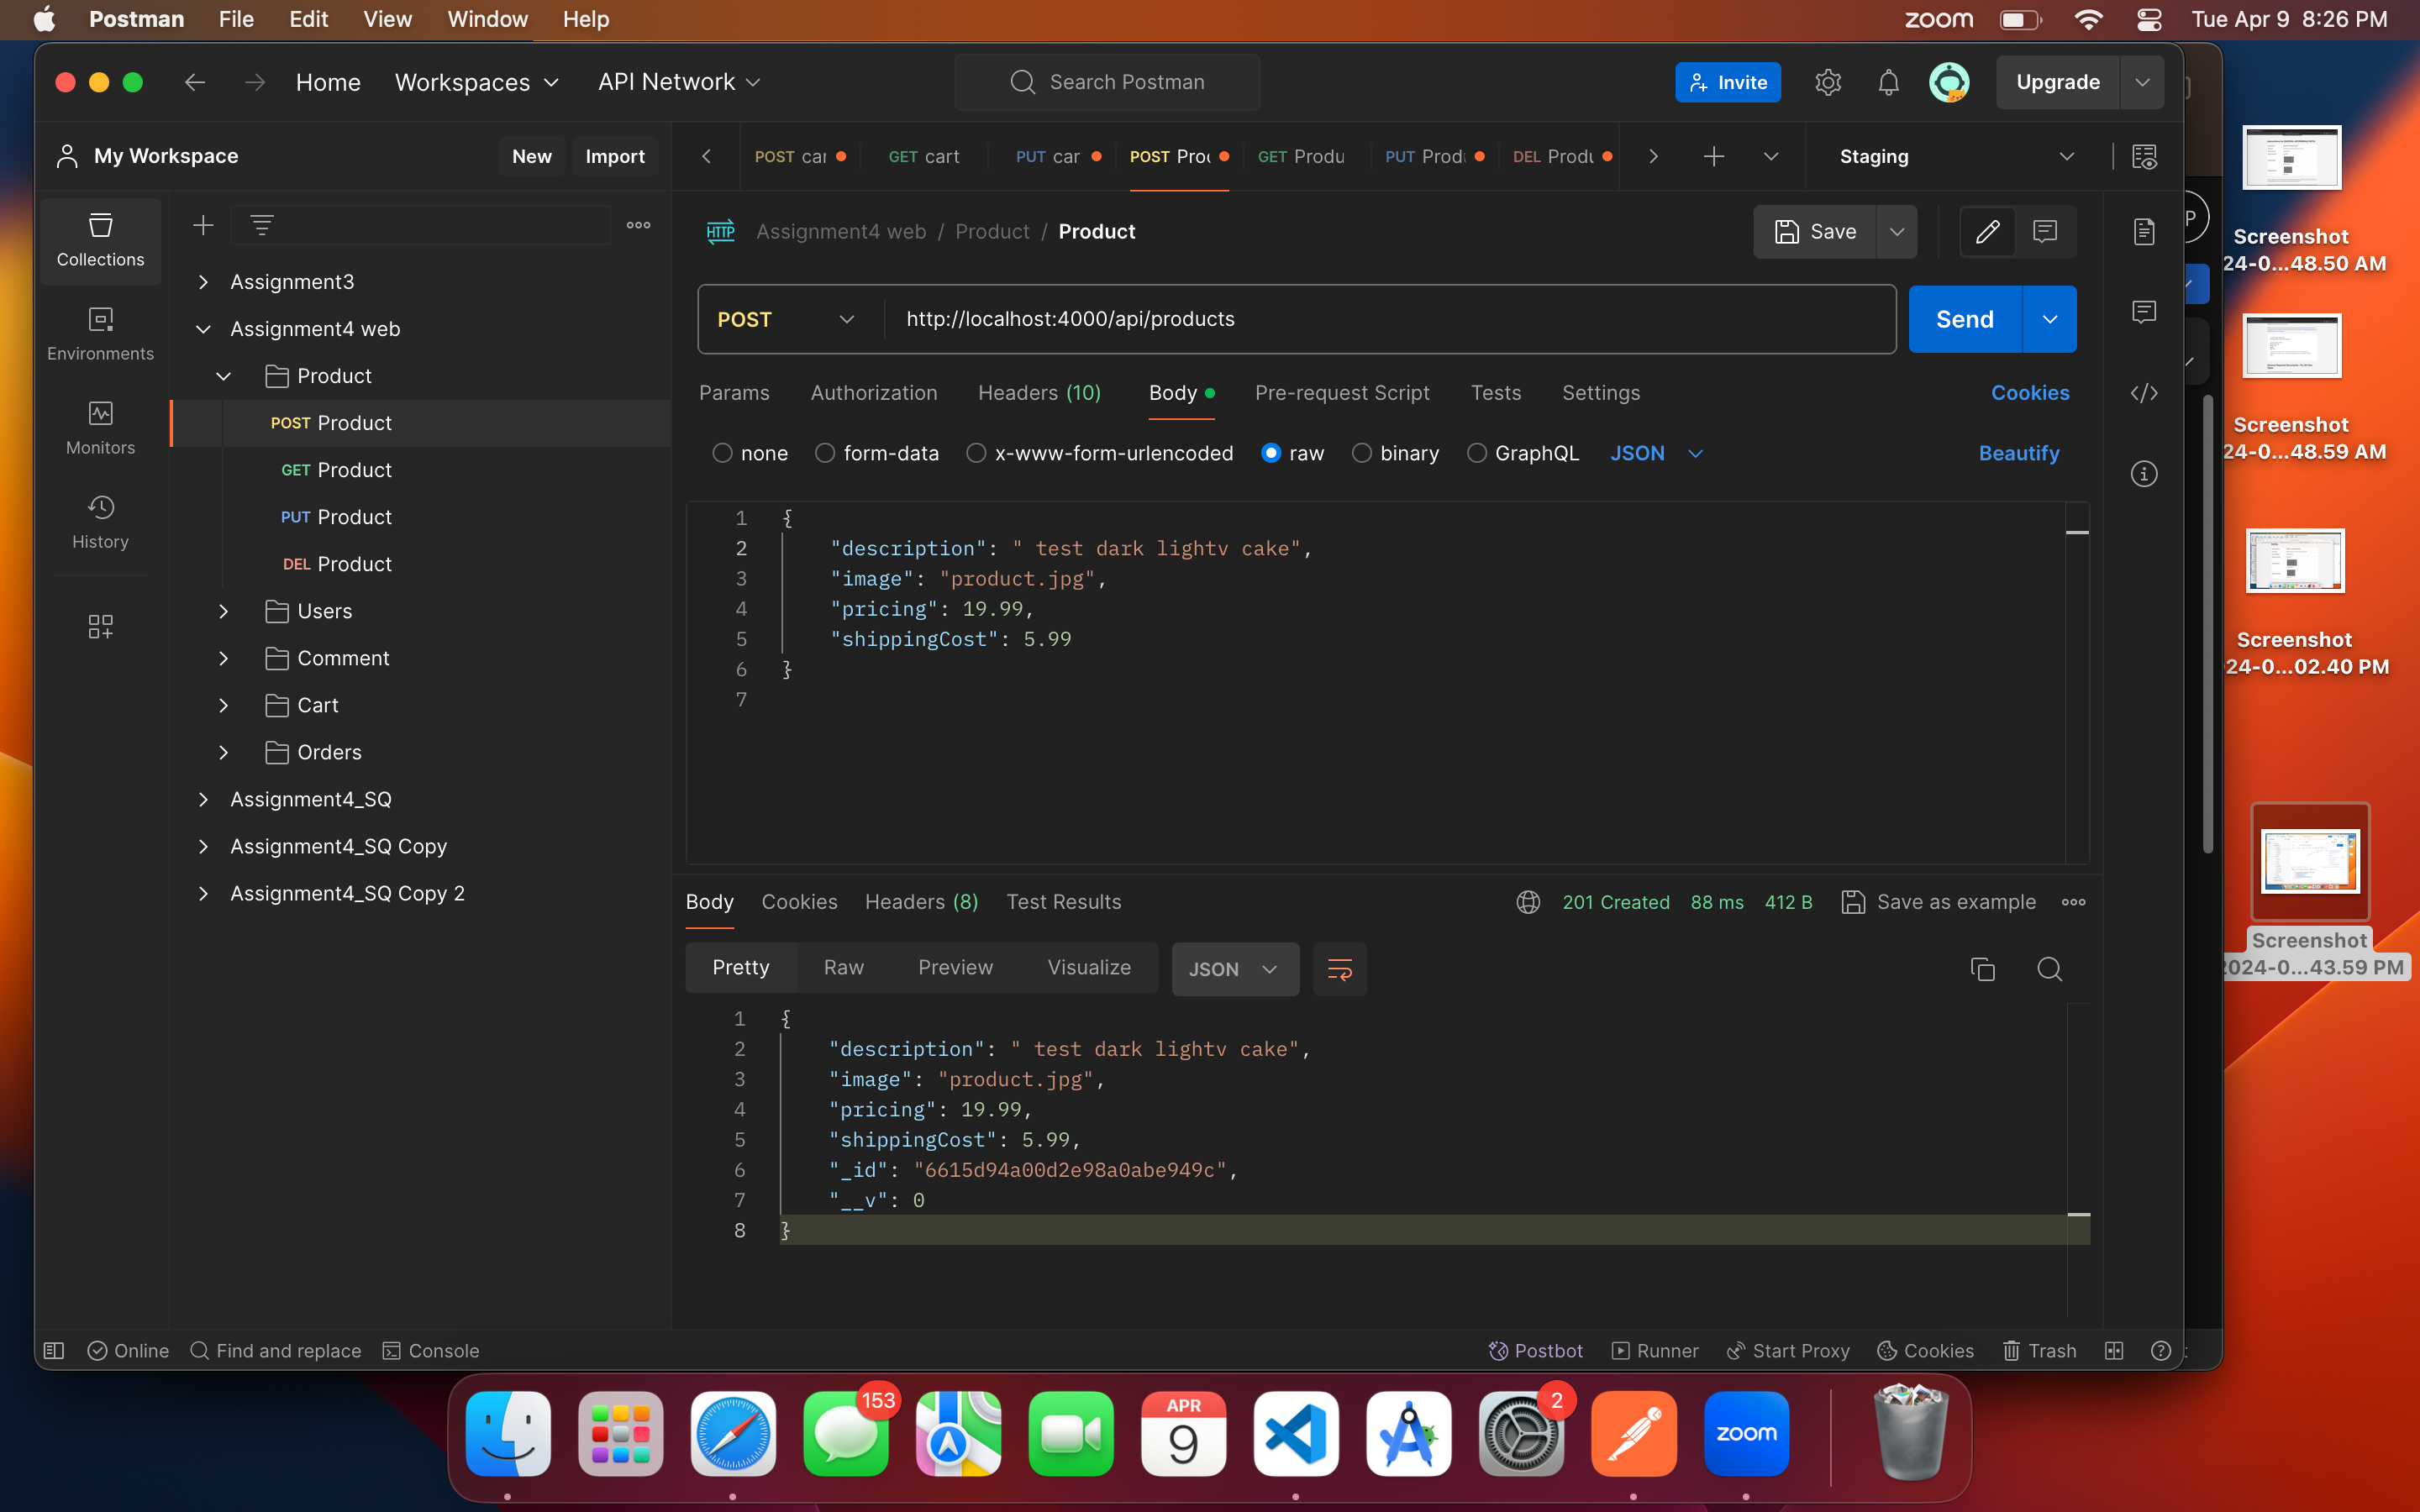 Postman File Edit View Window Help
zoom Tue Apr 9 8:26 PM
Home Workspaces API Network
Search Postman
Invite
Upgrade
My Workspace
New Import
POST car GET cart PUT car POST Pro GET Produ PUT Prod DEL Produ
Staging
Collections
Environments
Monitors
History
Assignment3
Assignment4 web
Product
POST Product
GET Product
PUT Product
DEL Product
Users
Comment
Cart
Orders
Assignment4_SQ
Assignment4_SQ Copy
Assignment4_SQ Copy 2
HTTP Assignment4 web / Product / Product
Save
POST http://localhost:4000/api/products
Send
Params Authorization Headers (10) Body Pre-request Script Tests Settings
Cookies
none form-data x-www-form-urlencoded raw binary GraphQL JSON
Beautify
1 {
2 "description": " test dark lightv cake",
3 "image": "product.jpg",
4 "pricing": 19.99,
5 "shippingCost": 5.99
6 }
7
Body Cookies Headers (8) Test Results
201 Created 88 ms 412 B Save as example
Pretty Raw Preview Visualize JSON
1 {
2 "description": " test dark lightv cake",
3 "image": "product.jpg",
4 "pricing": 19.99,
5 "shippingCost": 5.99,
6 "_id": "6615d94a00d2e98a0abe949c",
7 "__v": 0
8 }
Online Find and replace Console
Postbot Runner Start Proxy Cookies Trash
P
Screenshot
24-0...48.50 AM
Screenshot
24-0...48.59 AM
Screenshot
24-0...02.40 PM
Screenshot
2024-0...43.59 PM
153
APR
9
2
zoom